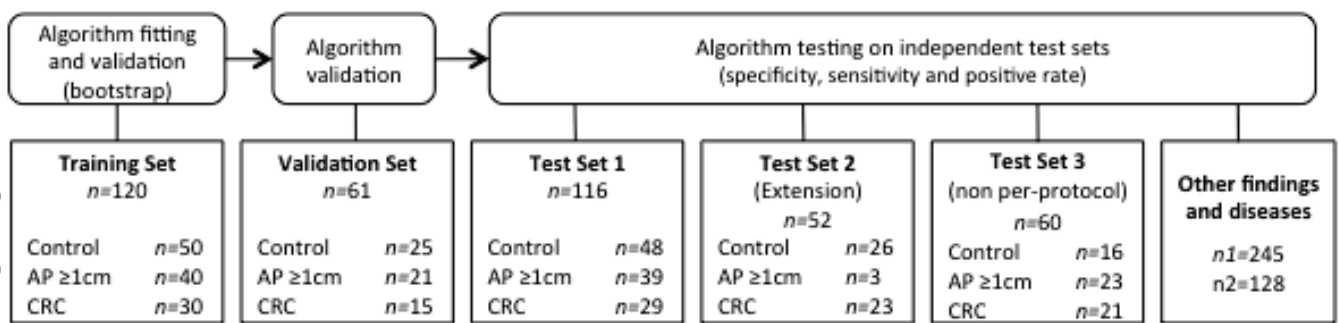 Algorithm fitting
and validation
(bootstrap)
Algorithm
validation
Algorithm testing on independent test sets
(specificity, sensitivity and positive rate)
Training Set
n=120
Control n=50
AP ≥1cm n=40
CRC n=30
Validation Set
n=61
Control n=25
AP ≥1cm n=21
CRC n=15
Test Set 1
n=116
Control n=48
AP ≥1cm n=39
CRC n=29
Test Set 2
(Extension)
n=52
Control n=26
AP ≥1cm n=3
CRC n=23
Test Set 3
(non per-protocol)
n=60
Control n=16
AP ≥1cm n=23
CRC n=21
Other findings
and diseases
n1=245
n2=128